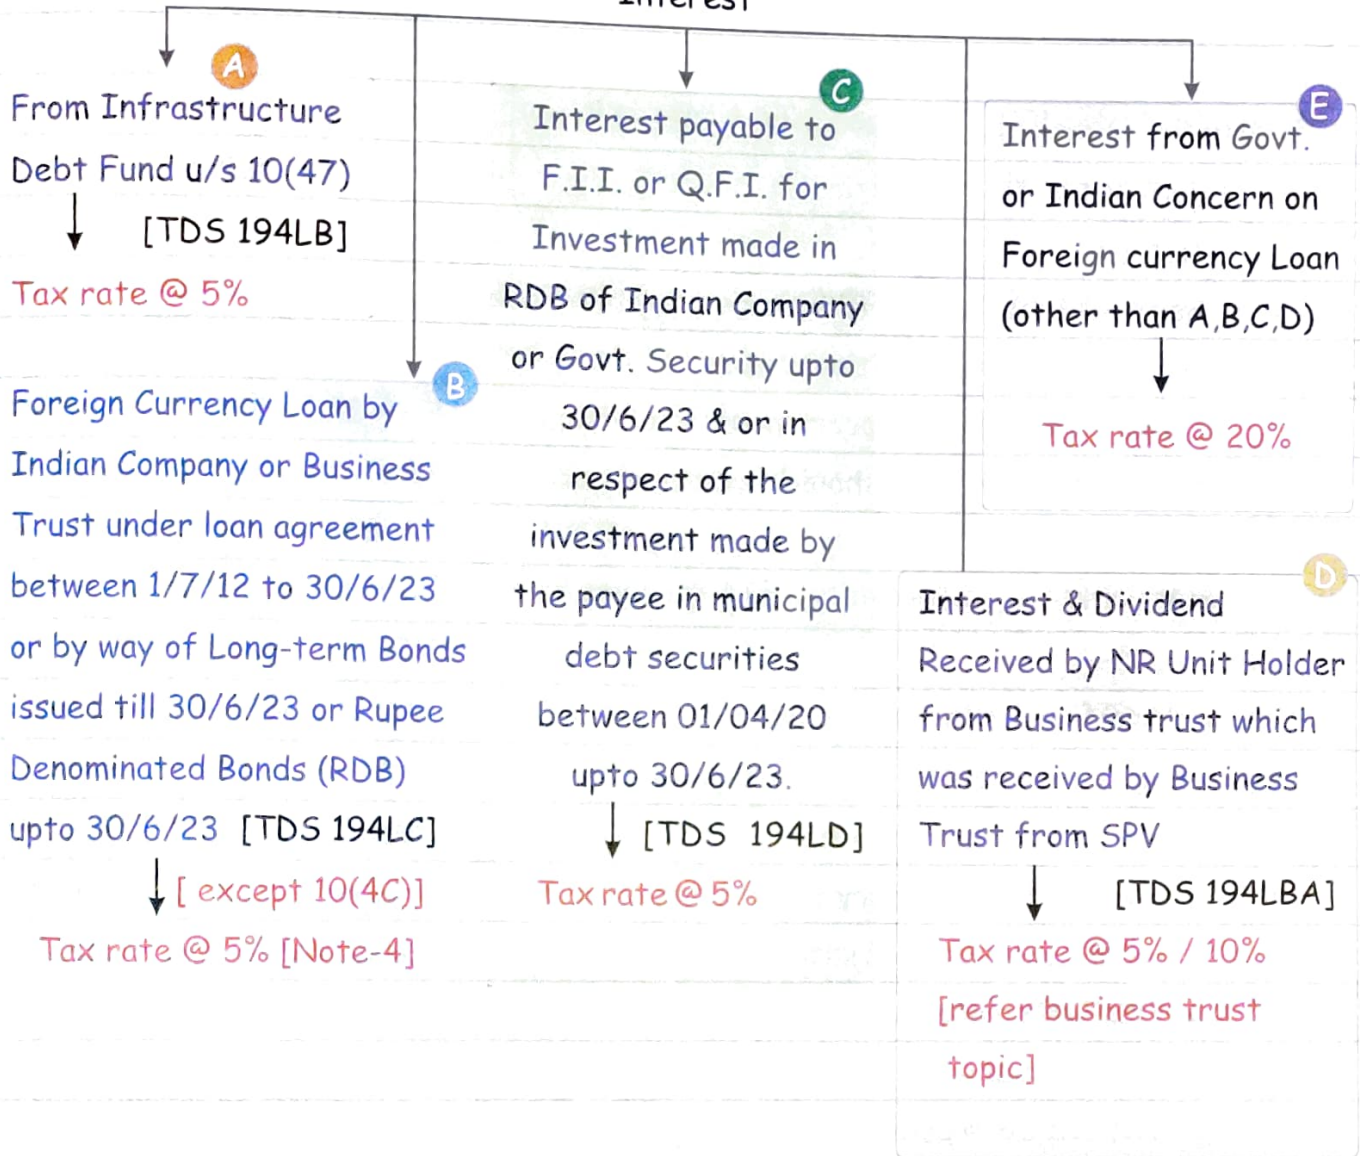 Interest
A
From Infrastructure
Debt Fund u/s 10(47)
[TDS 194LB]
Tax rate @ 5%
B
Foreign Currency Loan by
Indian Company or Business
Trust under loan agreement
between 1/7/12 to 30/6/23
or by way of Long-term Bonds
issued till 30/6/23 or Rupee
Denominated Bonds (RDB)
upto 30/6/23 [TDS 194LC]
[ except 10(4C)]
Tax rate @ 5% [Note-4]
C
Interest payable to
F.I.I. or Q.F.I. for
Investment made in
RDB of Indian Company
or Govt. Security upto
30/6/23 & or in
respect of the
investment made by
the payee in municipal
debt securities
between 01/04/20
upto 30/6/23.
[TDS 194LD]
Tax rate @ 5%
E
Interest from Govt.
or Indian Concern on
Foreign currency Loan
(other than A,B,C,D)
Tax rate @ 20%
D
Interest & Dividend
Received by NR Unit Holder
from Business trust which
was received by Business
Trust from SPV
[TDS 194LBA]
Tax rate @ 5% / 10%
[refer business trust
topic]